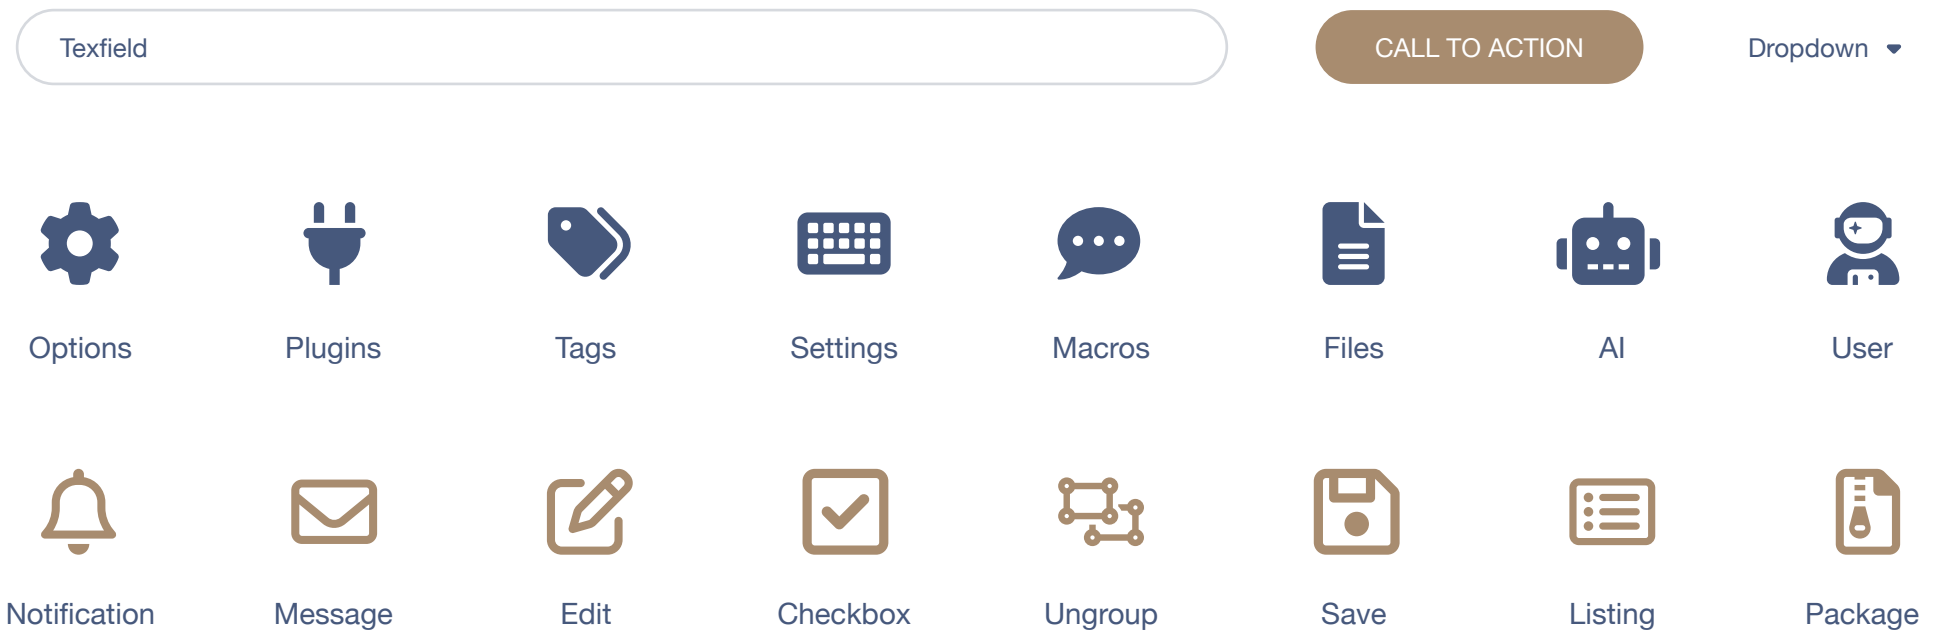 Texfield
CALL TO ACTION
Dropdown
Options
Plugins
Tags
Settings
Macros
Files
AI
User
Notification
Message
Edit
Checkbox
Ungroup
Save
Listing
Package